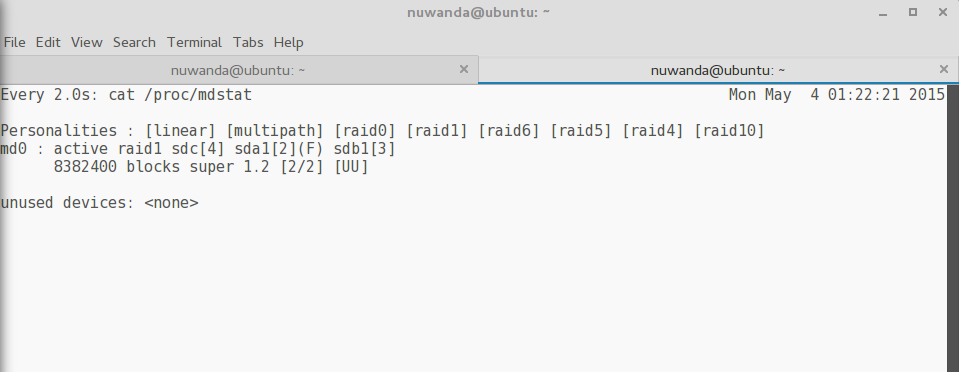 nuwanda@ubuntu: ~
File Edit View Search Terminal Tabs Help
nuwanda@ubuntu: ~ nuwanda@ubuntu: ~
Every 2.0s: cat /proc/mdstat Mon May  4 01:22:21 2015
Personalities : [linear] [multipath] [raid0] [raid1] [raid6] [raid5] [raid4] [raid10]
md0 : active raid1 sdc[4] sda1[2](F) sdb1[3]
8382400 blocks super 1.2 [2/2] [UU]
unused devices: <none>